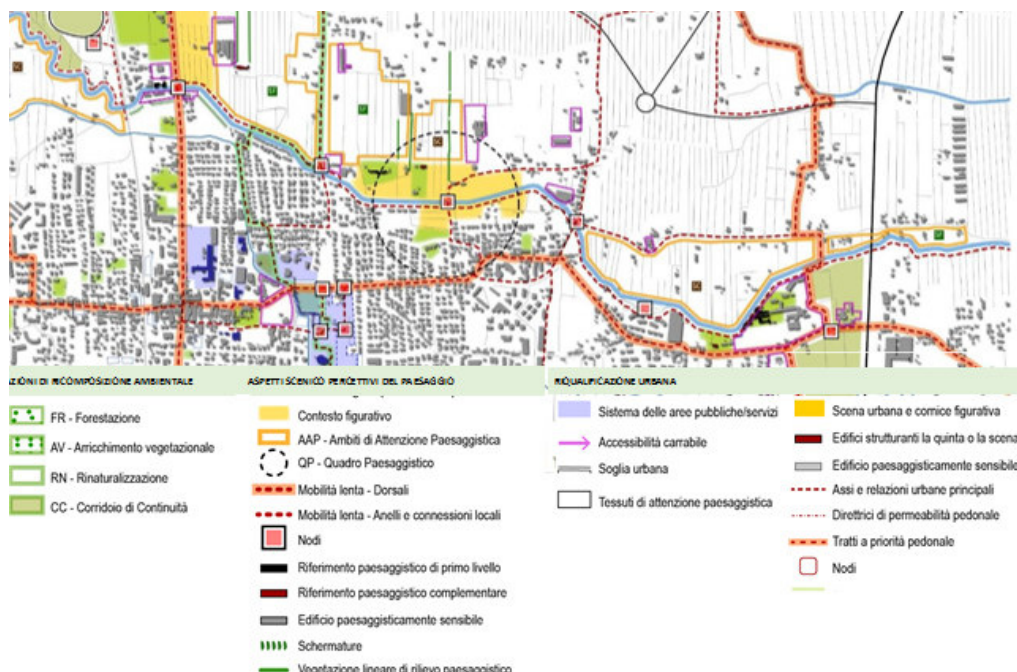 AZIONI DI RICOMPOSIZIONE AMBIENTALE
FR - Forestazione
AV - Arricchimento vegetazionale
RN - Rinaturalizzazione
CC - Corridoio di Continuità
ASPETTI SCENICO PERCETTIVI DEL PAESAGGIO
Contesto figurativo
AAP - Ambiti di Attenzione Paesaggistica
QP - Quadro Paesaggistico
Mobilità lenta - Dorsali
Mobilità lenta - Anelli e connessioni locali
Nodi
Riferimento paesaggistico di primo livello
Riferimento paesaggistico complementare
Edificio paesaggisticamente sensibile
Schermature
Vegetazione lineare di rilievo paesaggistico
RIQUALIFICAZIONE URBANA
Sistema delle aree pubbliche/servizi
Accessibilità carrabile
Soglia urbana
Tessuti di attenzione paesaggistica
Scena urbana e cornice figurativa
Edifici strutturanti la quinta o la scena
Edificio paesaggisticamente sensibile
Assi e relazioni urbane principali
Direttrici di permeabilità pedonale
Tratti a priorità pedonale
Nodi